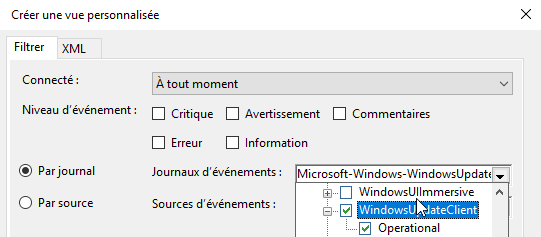 Créer une vue personnalisée
Filtrer XML
Connecté : À tout moment
Niveau d'événement : Critique Avertissement Commentaires
Erreur Information
Par journal Journaux d'événements : Microsoft-Windows-WindowsUpdate
WindowsUIImmersive
Par source Sources d'événements : WindowsUpdateClient
Operational